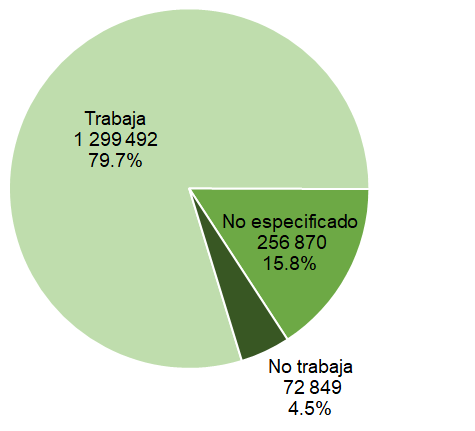 Trabaja
1 299 492
79.7%
No especificado
256 870
15.8%
No trabaja
72 849
4.5%